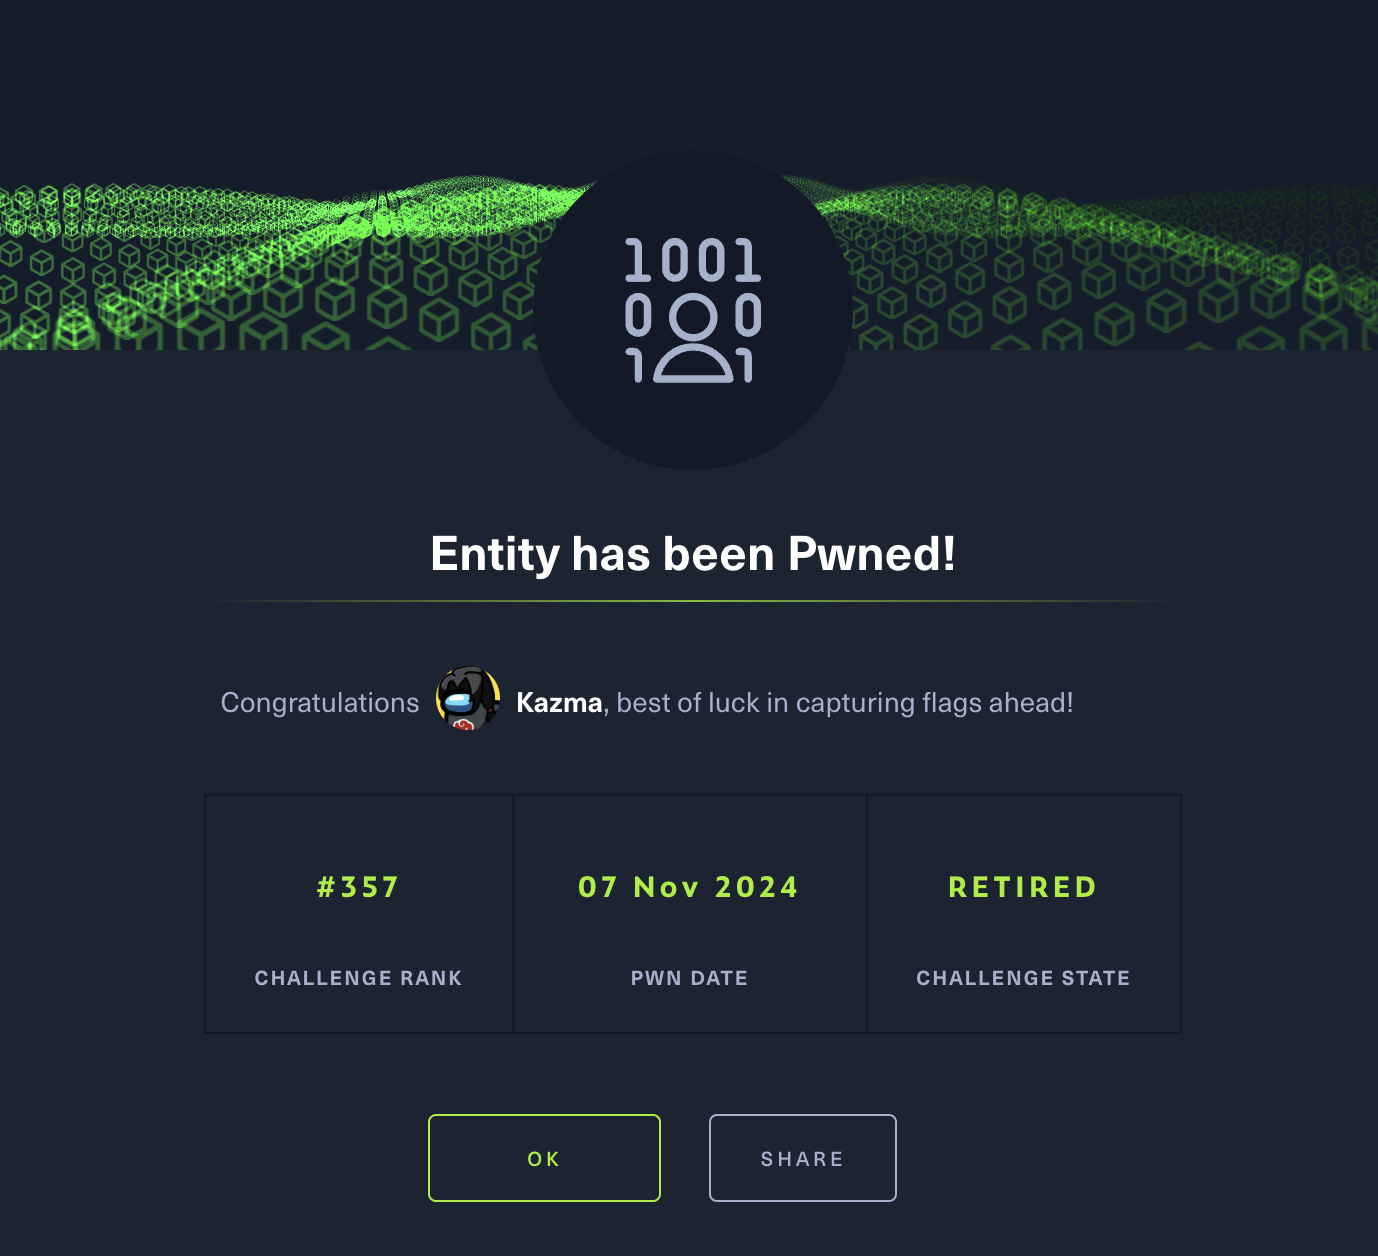 1001
0 0
1 1
Entity has been Pwned!
Congratulations Kazma, best of luck in capturing flags ahead!
#357 07 Nov 2024 RETIRED
CHALLENGE RANK PWN DATE CHALLENGE STATE
OK SHARE